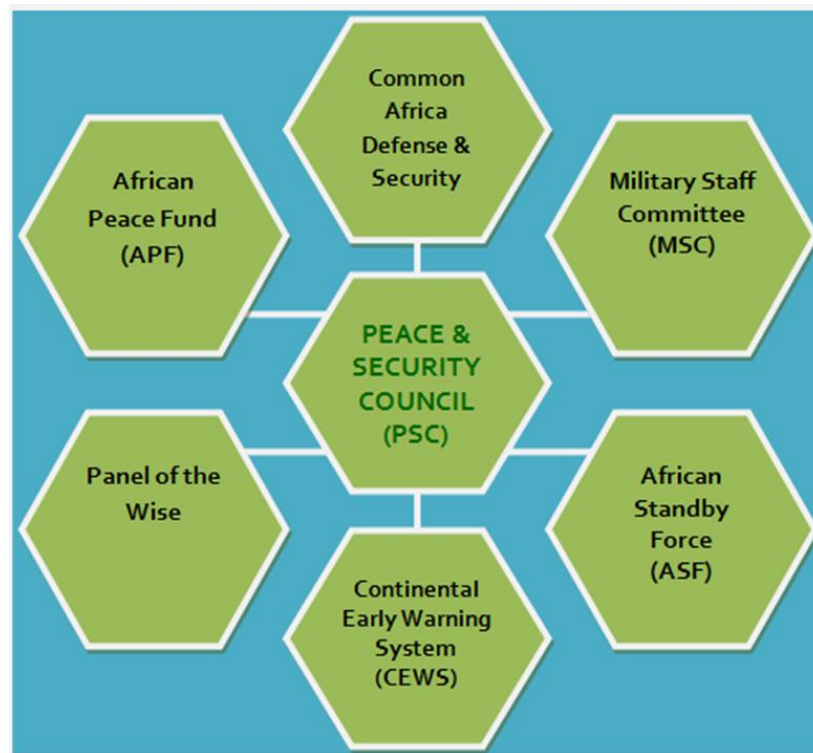 Common
Africa
Defense &
Security
African
Peace Fund
(APF)
Military Staff
Committee
(MSC)
PEACE &
SECURITY
COUNCIL
(PSC)
Panel of the
Wise
African
Standby
Force
(ASF)
Continental
Early Warning
System
(CEWS)